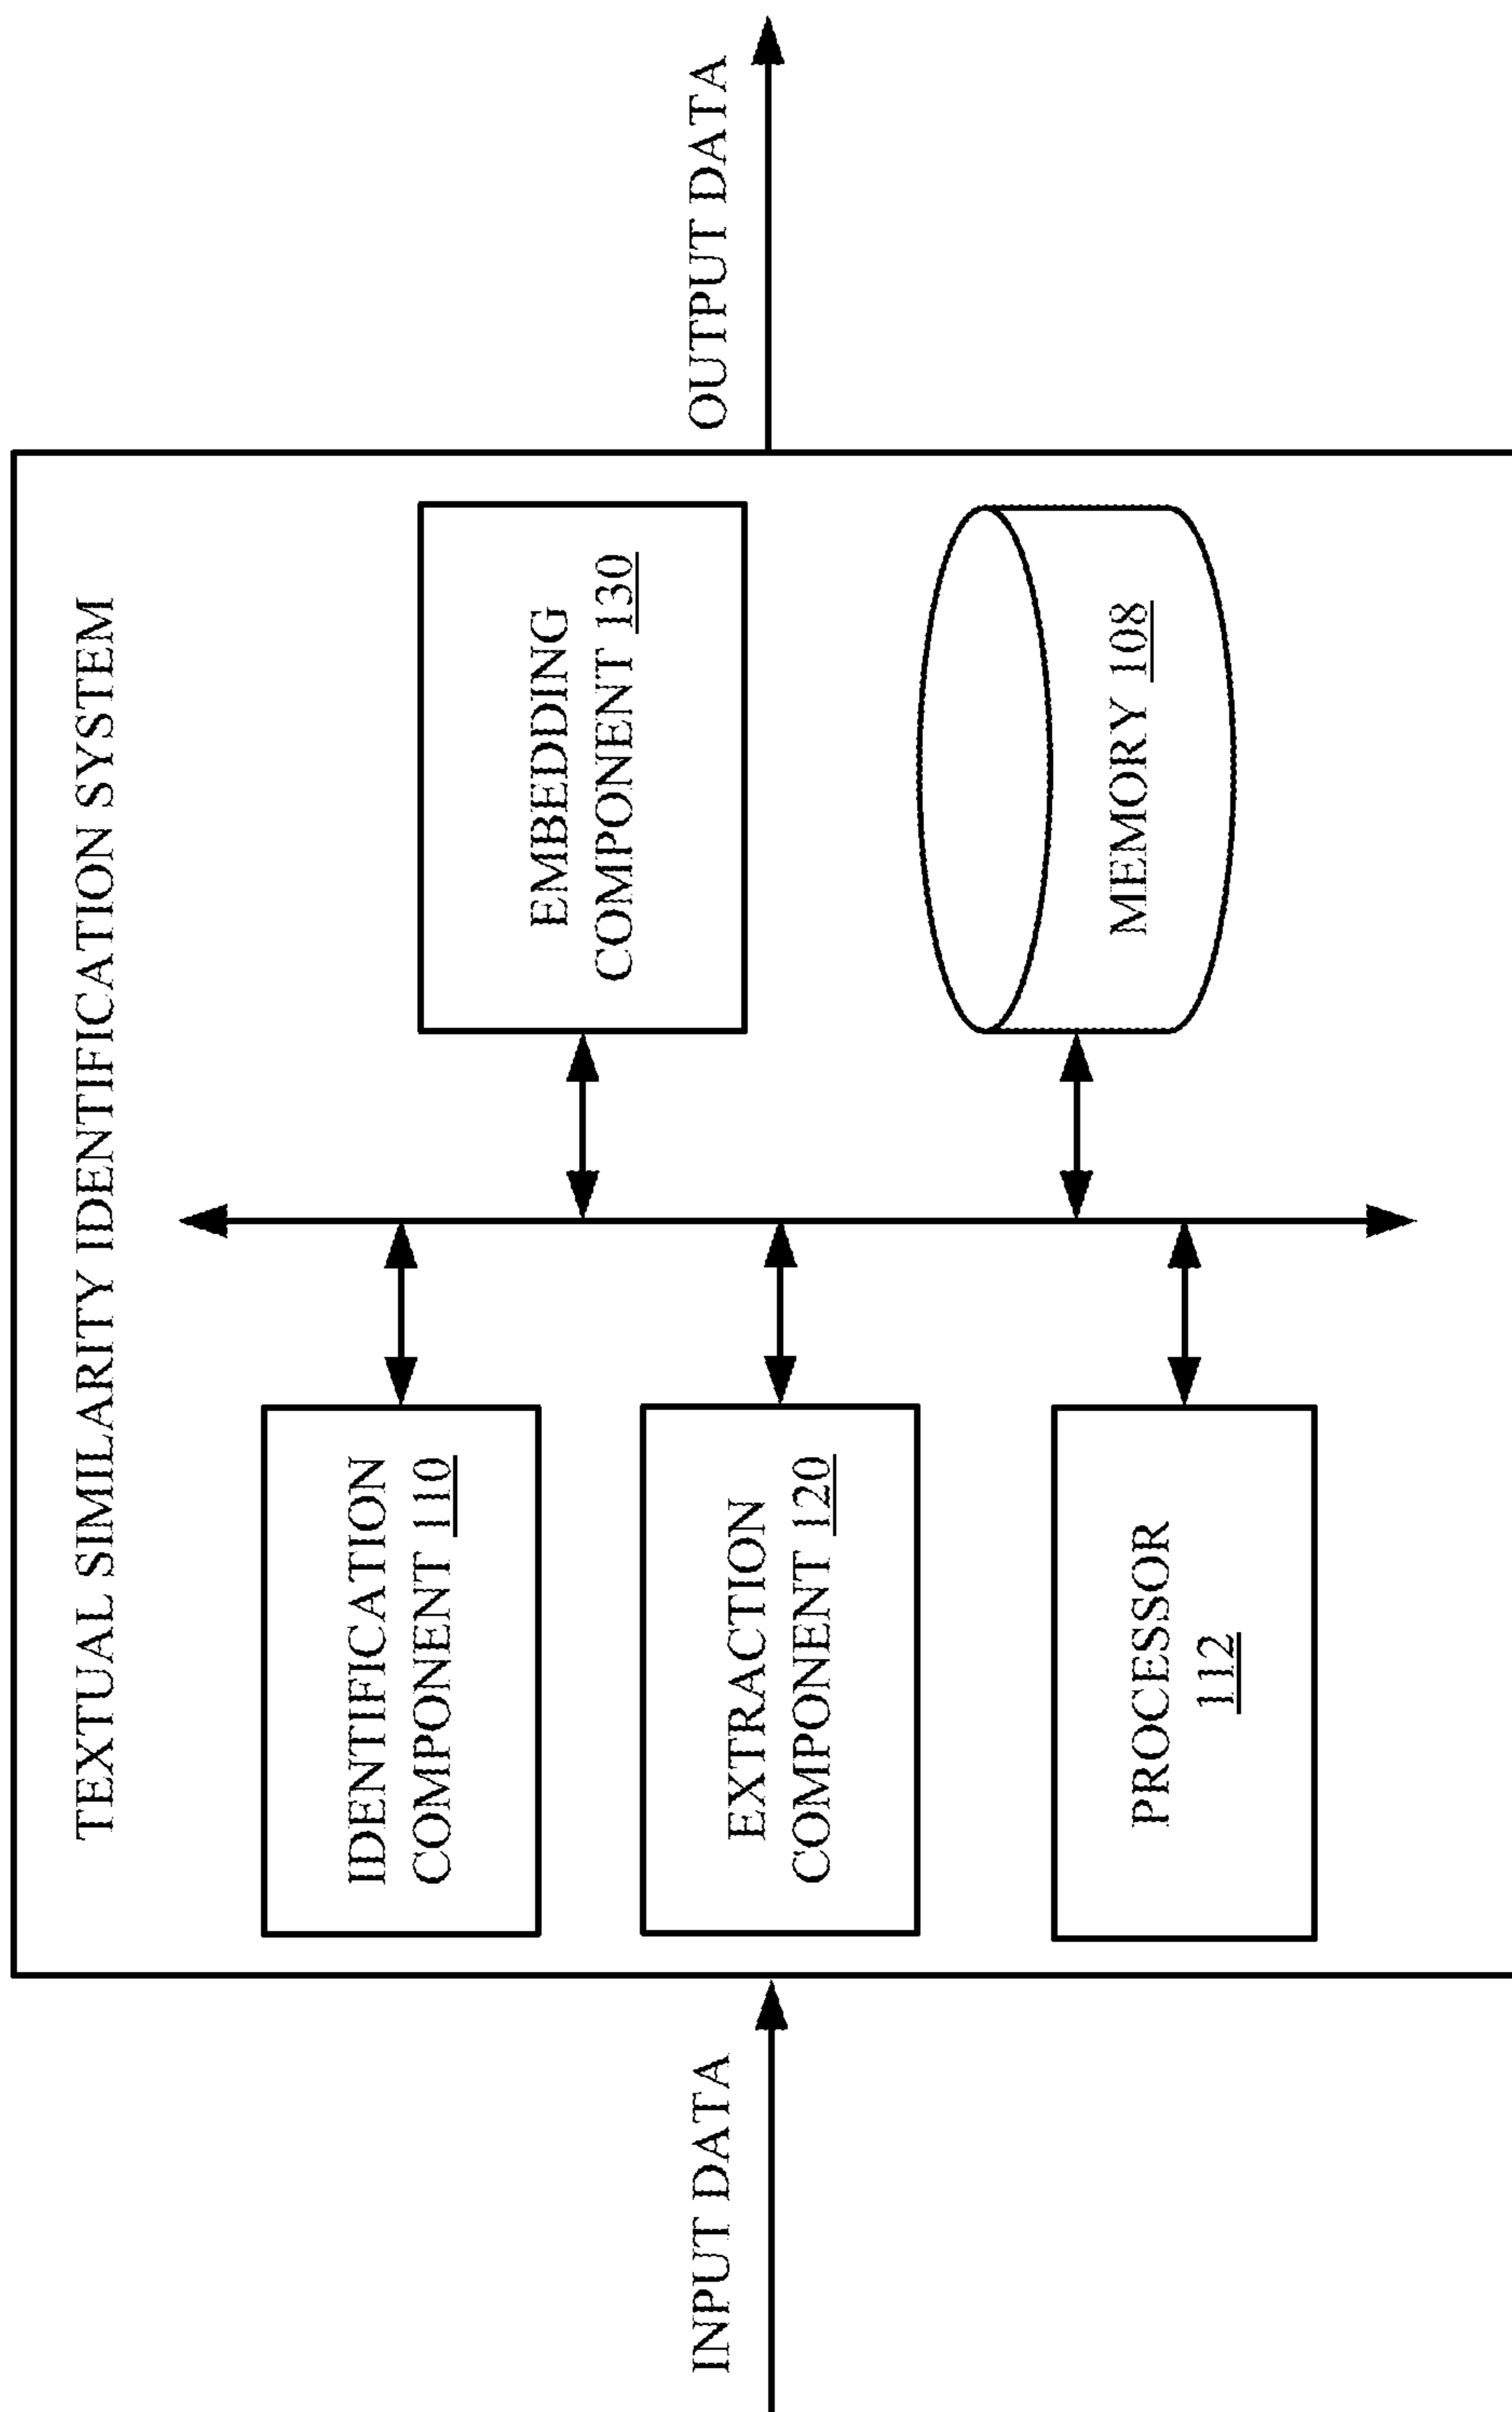 TEXTUAL SIMILARITY IDENTIFICATION SYSTEM
INPUT DATA
IDENTIFICATION
COMPONENT 110
EXTRACTION
COMPONENT 120
PROCESSOR
112
EMBEDDING
COMPONENT 130
MEMORY 108
OUTPUT DATA